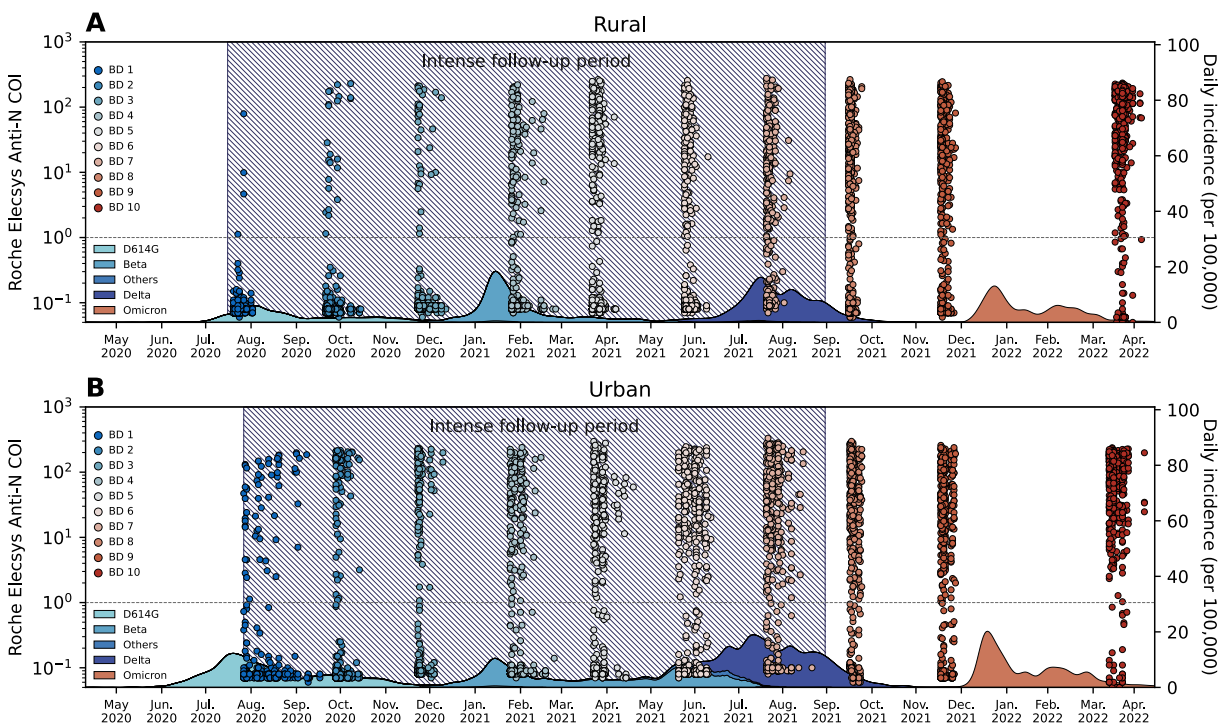 A
Rural
Intense follow-up period
Roche Elecsys Anti-N COI
Daily incidence (per 100,000)
10³
10²
10¹
10⁰
10⁻¹
100
80
60
40
20
0
BD 1
BD 2
BD 3
BD 4
BD 5
BD 6
BD 7
BD 8
BD 9
BD 10
D614G
Beta
Others
Delta
Omicron
May Jun. Jul. Aug. Sep. Oct. Nov. Dec. Jan. Feb. Mar. Apr. May Jun. Jul. Aug. Sep. Oct. Nov. Dec. Jan. Feb. Mar. Apr.
2020 2020 2020 2020 2020 2020 2020 2020 2021 2021 2021 2021 2021 2021 2021 2021 2021 2021 2021 2021 2022 2022 2022 2022
B
Urban
Intense follow-up period
Roche Elecsys Anti-N COI
Daily incidence (per 100,000)
10³
10²
10¹
10⁰
10⁻¹
100
80
60
40
20
0
BD 1
BD 2
BD 3
BD 4
BD 5
BD 6
BD 7
BD 8
BD 9
BD 10
D614G
Beta
Others
Delta
Omicron
May Jun. Jul. Aug. Sep. Oct. Nov. Dec. Jan. Feb. Mar. Apr. May Jun. Jul. Aug. Sep. Oct. Nov. Dec. Jan. Feb. Mar. Apr.
2020 2020 2020 2020 2020 2020 2020 2020 2021 2021 2021 2021 2021 2021 2021 2021 2021 2021 2021 2021 2022 2022 2022 2022